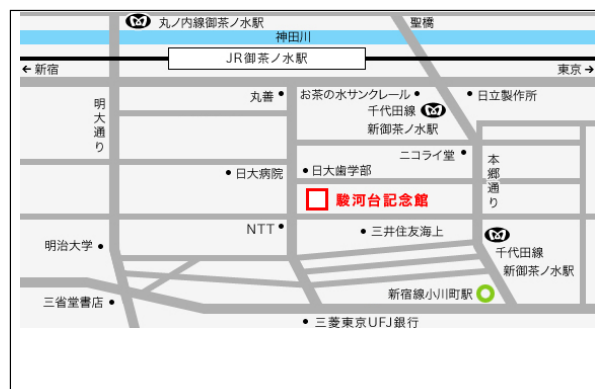 丸ノ内線御茶ノ水駅
聖橋
神田川
JR御茶ノ水駅
←新宿
東京→
丸善
お茶の水サンクレール
日立製作所
千代田線
新御茶ノ水駅
明大通り
ニコライ堂
本郷通り
日大病院
日大歯学部
駿河台記念館
NTT
三井住友海上
明治大学
千代田線
新御茶ノ水駅
新宿線小川町駅
三省堂書店
三菱東京UFJ銀行